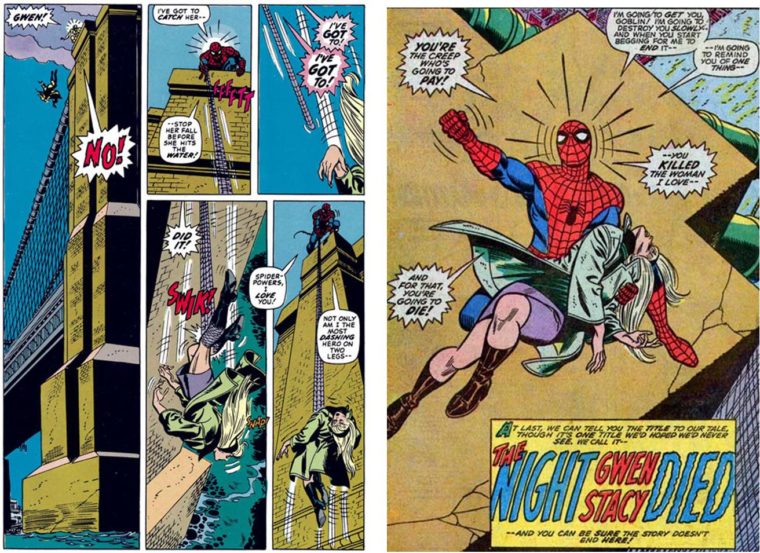 GWEN!
NO!
I'VE GOT TO
CATCH HER--
FFFTT
--STOP
HER FALL
BEFORE
SHE HITS
THE
WATER!
I'VE
GOT
TO!
I'VE
GOT
TO!
DID
IT!
SWIK!
SNAP!
SPIDER-
POWERS,
I
LOVE
YOU!
NOT ONLY
AM I THE
MOST
DASHING
HERO ON
TWO
LEGS--
YOU'RE
THE CREEP
WHO'S
GOING TO
PAY!
I'M GOING TO GET YOU,
GOBLIN! I'M GOING TO
DESTROY YOU SLOWLY--
AND WHEN YOU START
BEGGING FOR ME TO
END IT--
--I'M GOING
TO REMIND
YOU OF ONE
THING--
--YOU
KILLED
THE WOMAN
I LOVE--
AND
FOR THAT,
YOU'RE
GOING TO
DIE!
AT LAST, WE CAN TELL YOU THE TITLE TO OUR TALE,
THOUGH IT'S ONE TITLE WE'D HOPED WE'D NEVER
SEE. WE CALL IT--
THE
NIGHT
GWEN
STACY
DIED
--AND YOU CAN BE SURE THE STORY DOESN'T
END HERE!